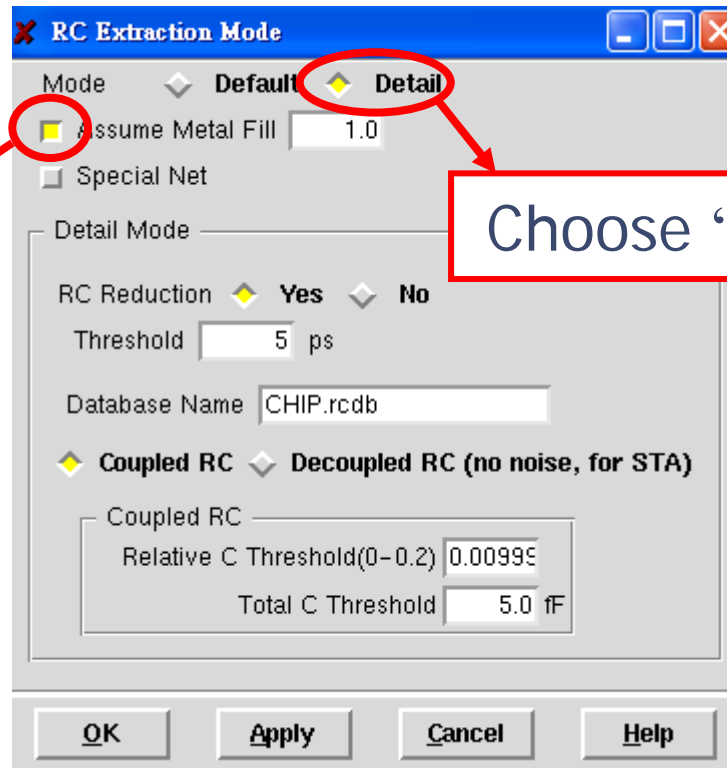 RC Extraction Mode
Mode Default Detail
Assume Metal Fill 1.0
Special Net
Choose ‘
Detail Mode
RC Reduction Yes No
Threshold 5 ps
Database Name CHIP.rcdb
Coupled RC Decoupled RC (no noise, for STA)
Coupled RC
Relative C Threshold(0-0.2) 0.00999
Total C Threshold 5.0 fF
OK Apply Cancel Help